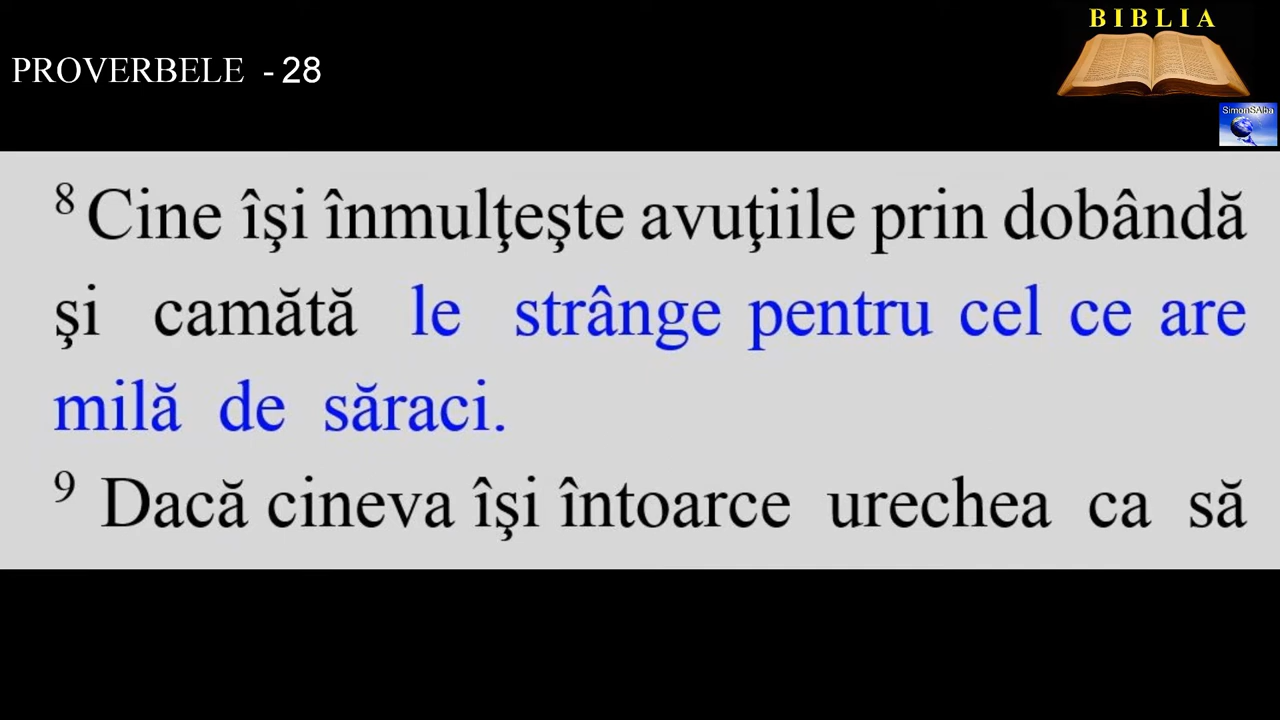 BIBLIA
PROVERBELE - 28
SimonSAlba
8 Cine îşi înmulţeşte avuţiile prin dobândă
şi camătă le strânge pentru cel ce are
milă de săraci.
9 Dacă cineva îşi întoarce urechea ca să